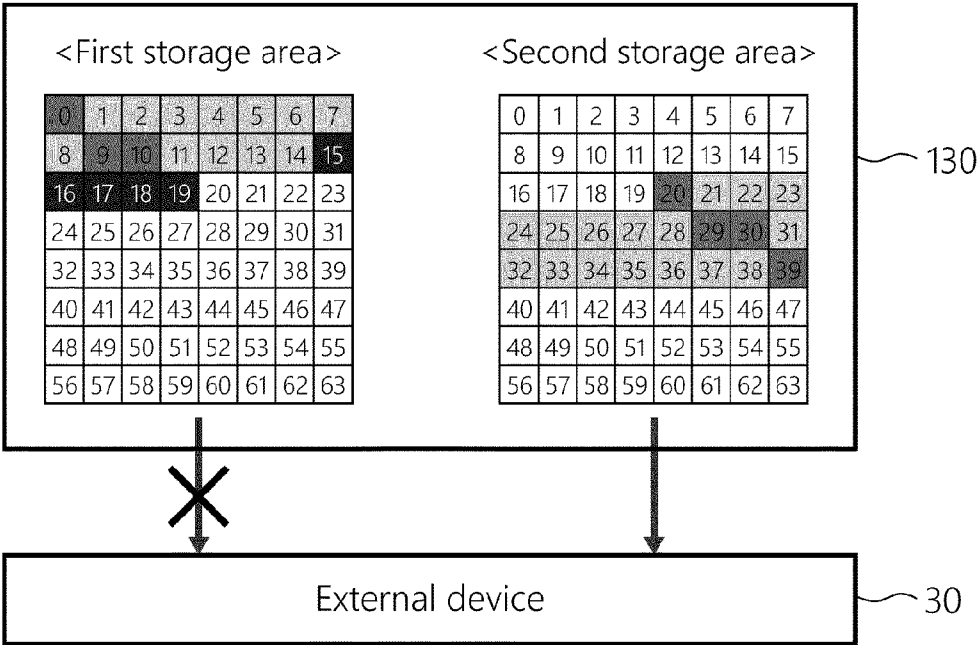 <First storage area> <Second storage area>
0 1 2 3 4 5 6 7 0 1 2 3 4 5 6 7
8 9 10 11 12 13 14 15 8 9 10 11 12 13 14 15
130
16 17 18 19 20 21 22 23 16 17 18 19 20 21 22 23
24 25 26 27 28 29 30 31 24 25 26 27 28 29 30 31
32 33 34 35 36 37 38 39 32 33 34 35 36 37 38 39
40 41 42 43 44 45 46 47 40 41 42 43 44 45 46 47
48 49 50 51 52 53 54 55 48 49 50 51 52 53 54 55
56 57 58 59 60 61 62 63 56 57 58 59 60 61 62 63
External device
30